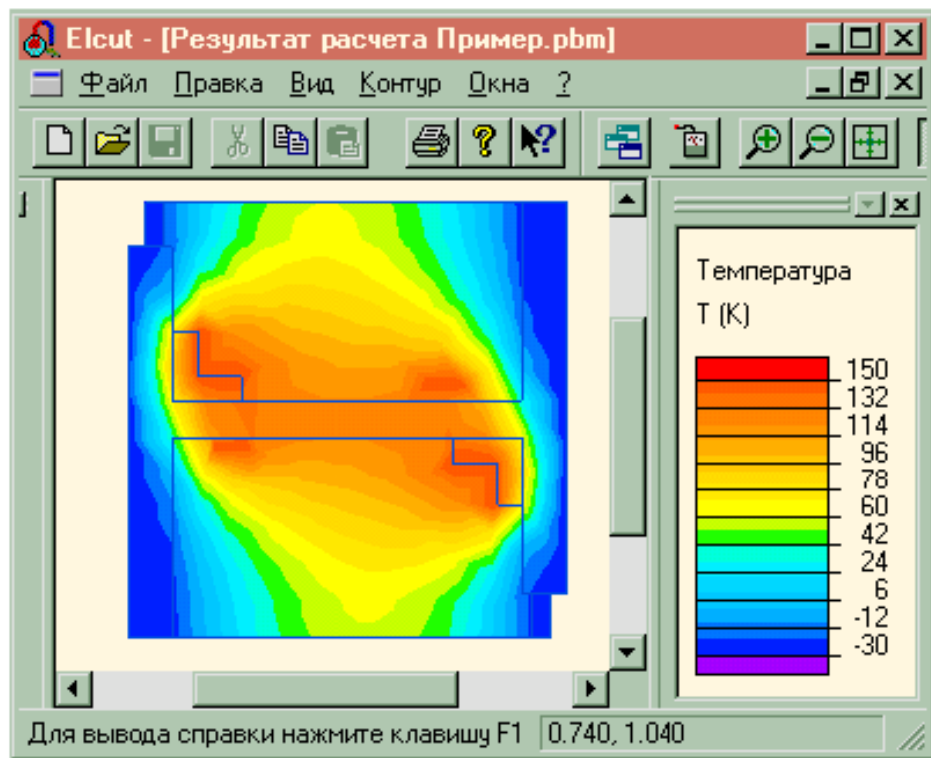 Elcut - [Результат расчета Пример.pbm]
Файл Правка Вид Контур Окна ?
Температура
T (K)
150
132
114
96
78
60
42
24
6
-12
-30
Для вывода справки нажмите клавишу F1 0.740, 1.040